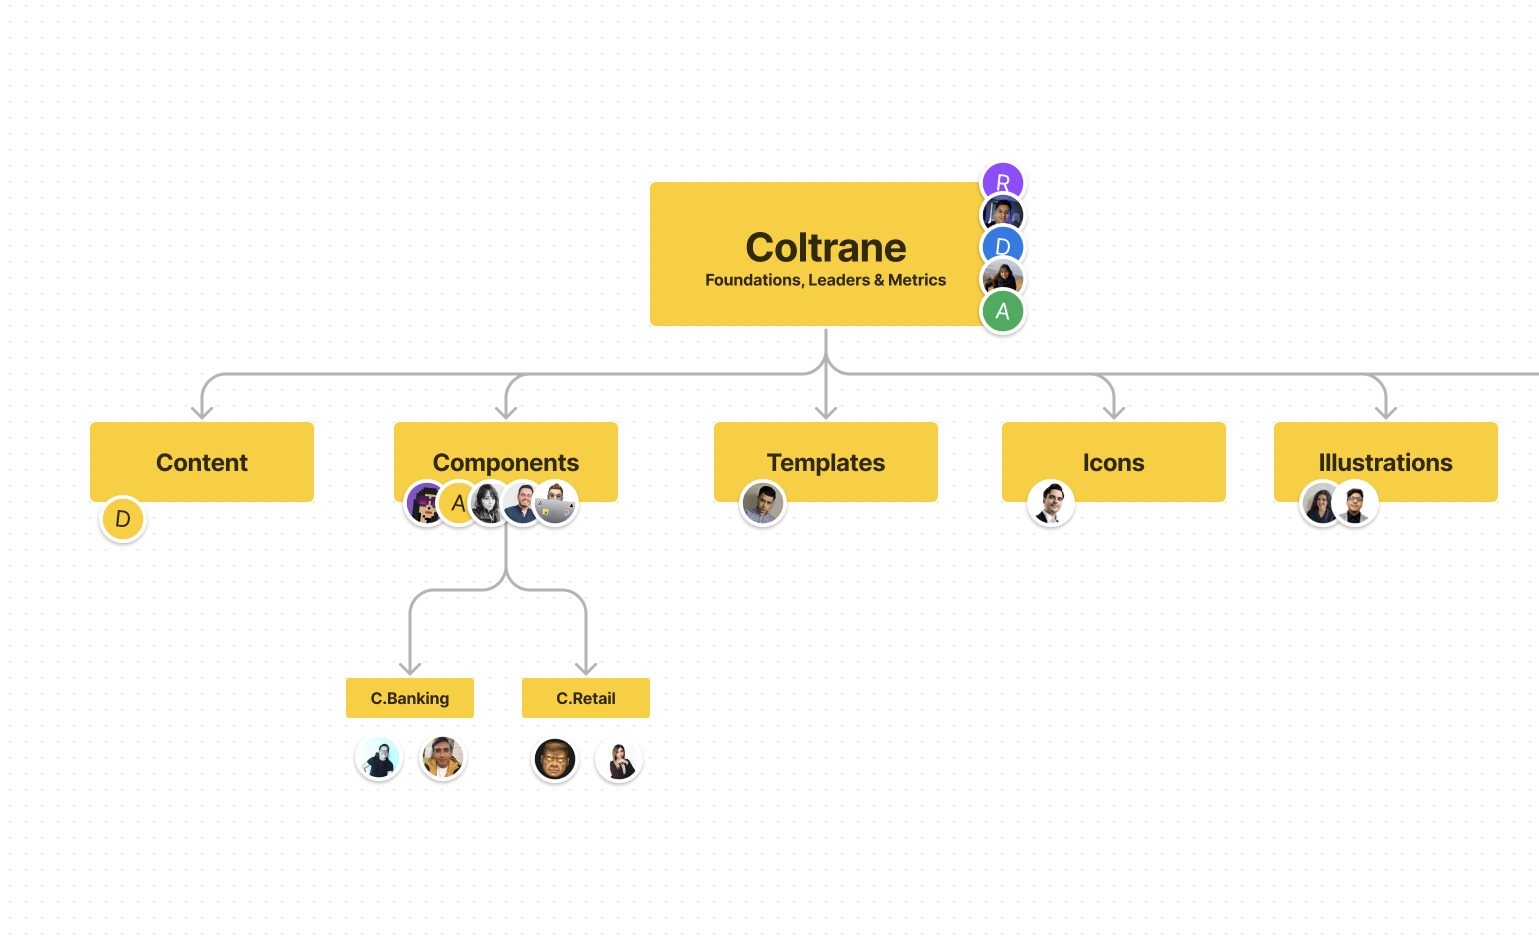 R
Coltrane
D
Foundations, Leaders & Metrics
A
Content
Components
Templates
Icons
Illustrations
D
A
C.Banking
C.Retail